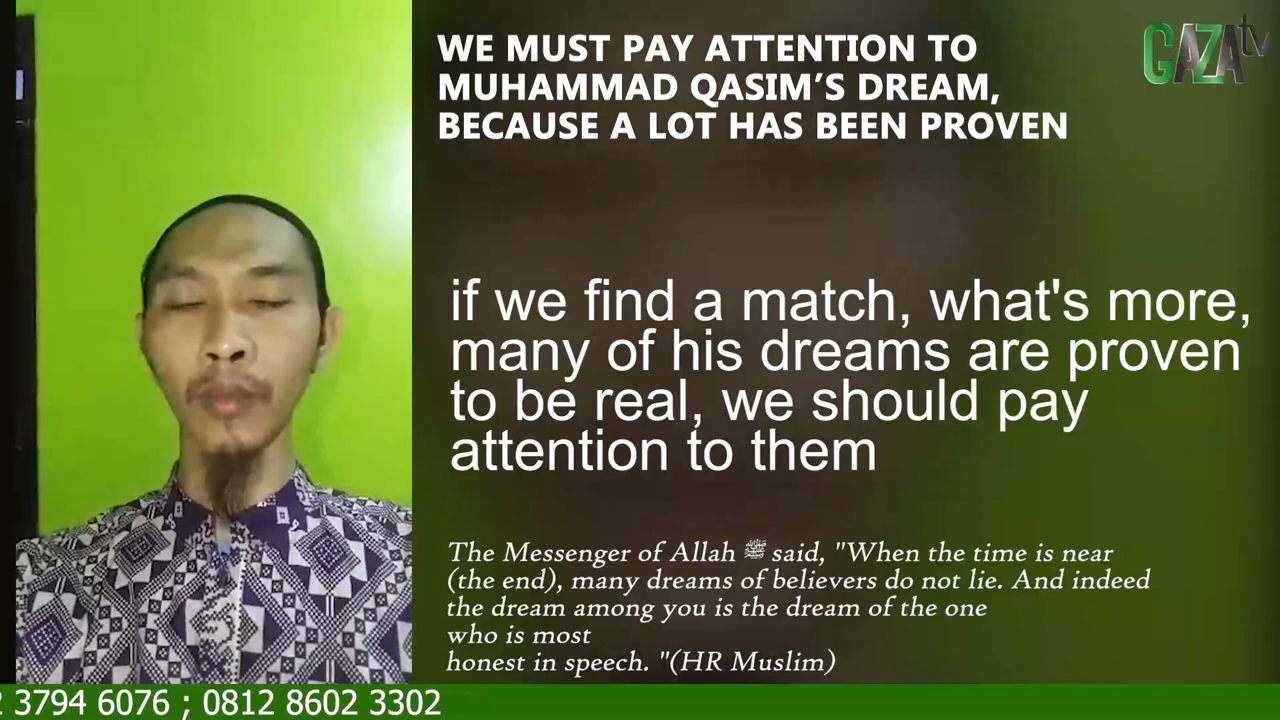 WE MUST PAY ATTENTION TO
MUHAMMAD QASIM’S DREAM,
BECAUSE A LOT HAS BEEN PROVEN
GAZA tv
if we find a match, what's more,
many of his dreams are proven
to be real, we should pay
attention to them
The Messenger of Allah ﷺ said, "When the time is near
(the end), many dreams of believers do not lie. And indeed
the dream among you is the dream of the one
who is most
honest in speech. "(HR Muslim)
2 3794 6076 ; 0812 8602 3302